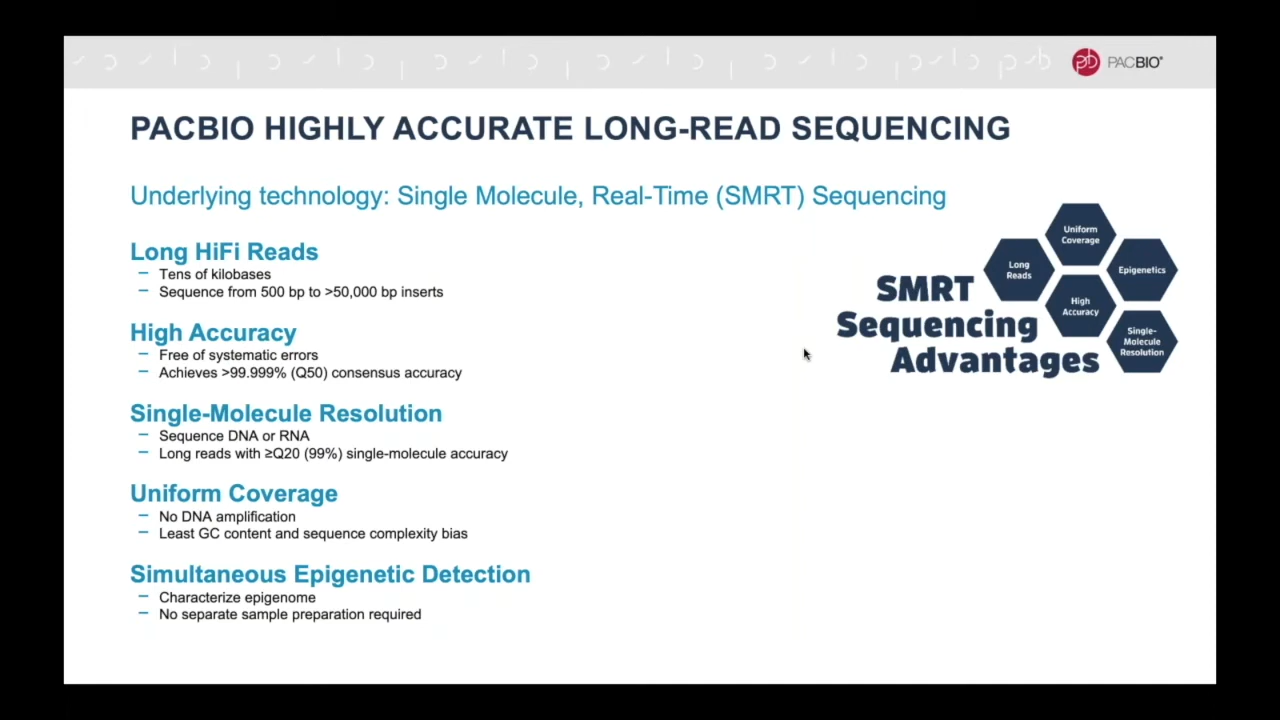 PACBIO®
PACBIO HIGHLY ACCURATE LONG-READ SEQUENCING
Underlying technology: Single Molecule, Real-Time (SMRT) Sequencing
Long HiFi Reads
– Tens of kilobases
– Sequence from 500 bp to >50,000 bp inserts
High Accuracy
– Free of systematic errors
– Achieves >99.999% (Q50) consensus accuracy
Single-Molecule Resolution
– Sequence DNA or RNA
– Long reads with ≥Q20 (99%) single-molecule accuracy
Uniform Coverage
– No DNA amplification
– Least GC content and sequence complexity bias
Simultaneous Epigenetic Detection
– Characterize epigenome
– No separate sample preparation required
SMRT
Sequencing
Advantages
Long
Reads
Uniform
Coverage
High
Accuracy
Epigenetics
Single-
Molecule
Resolution